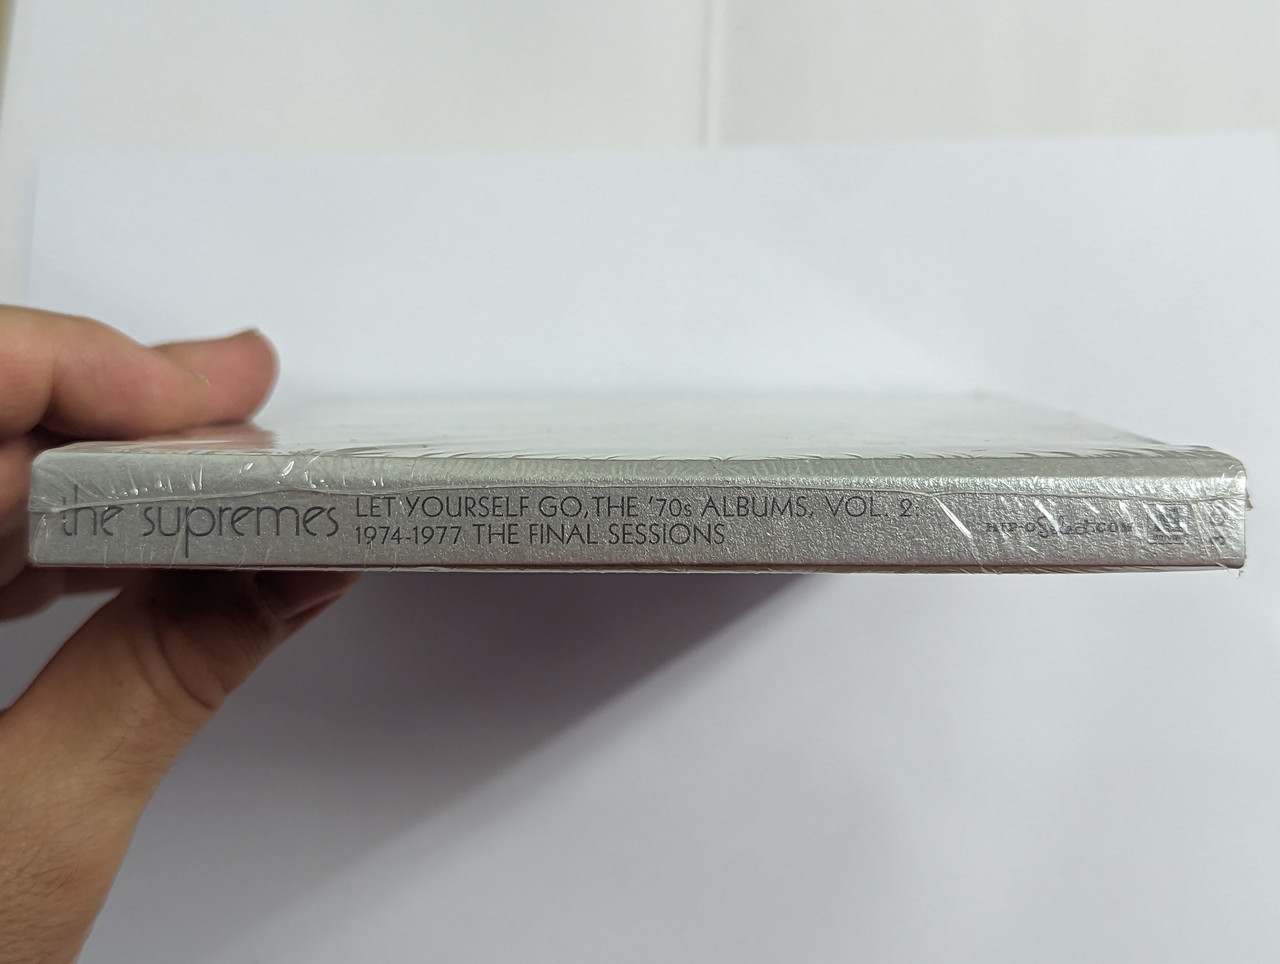 the supremes
LET YOURSELF GO, THE '70s ALBUMS, VOL. 2:
1974-1977 THE FINAL SESSIONS